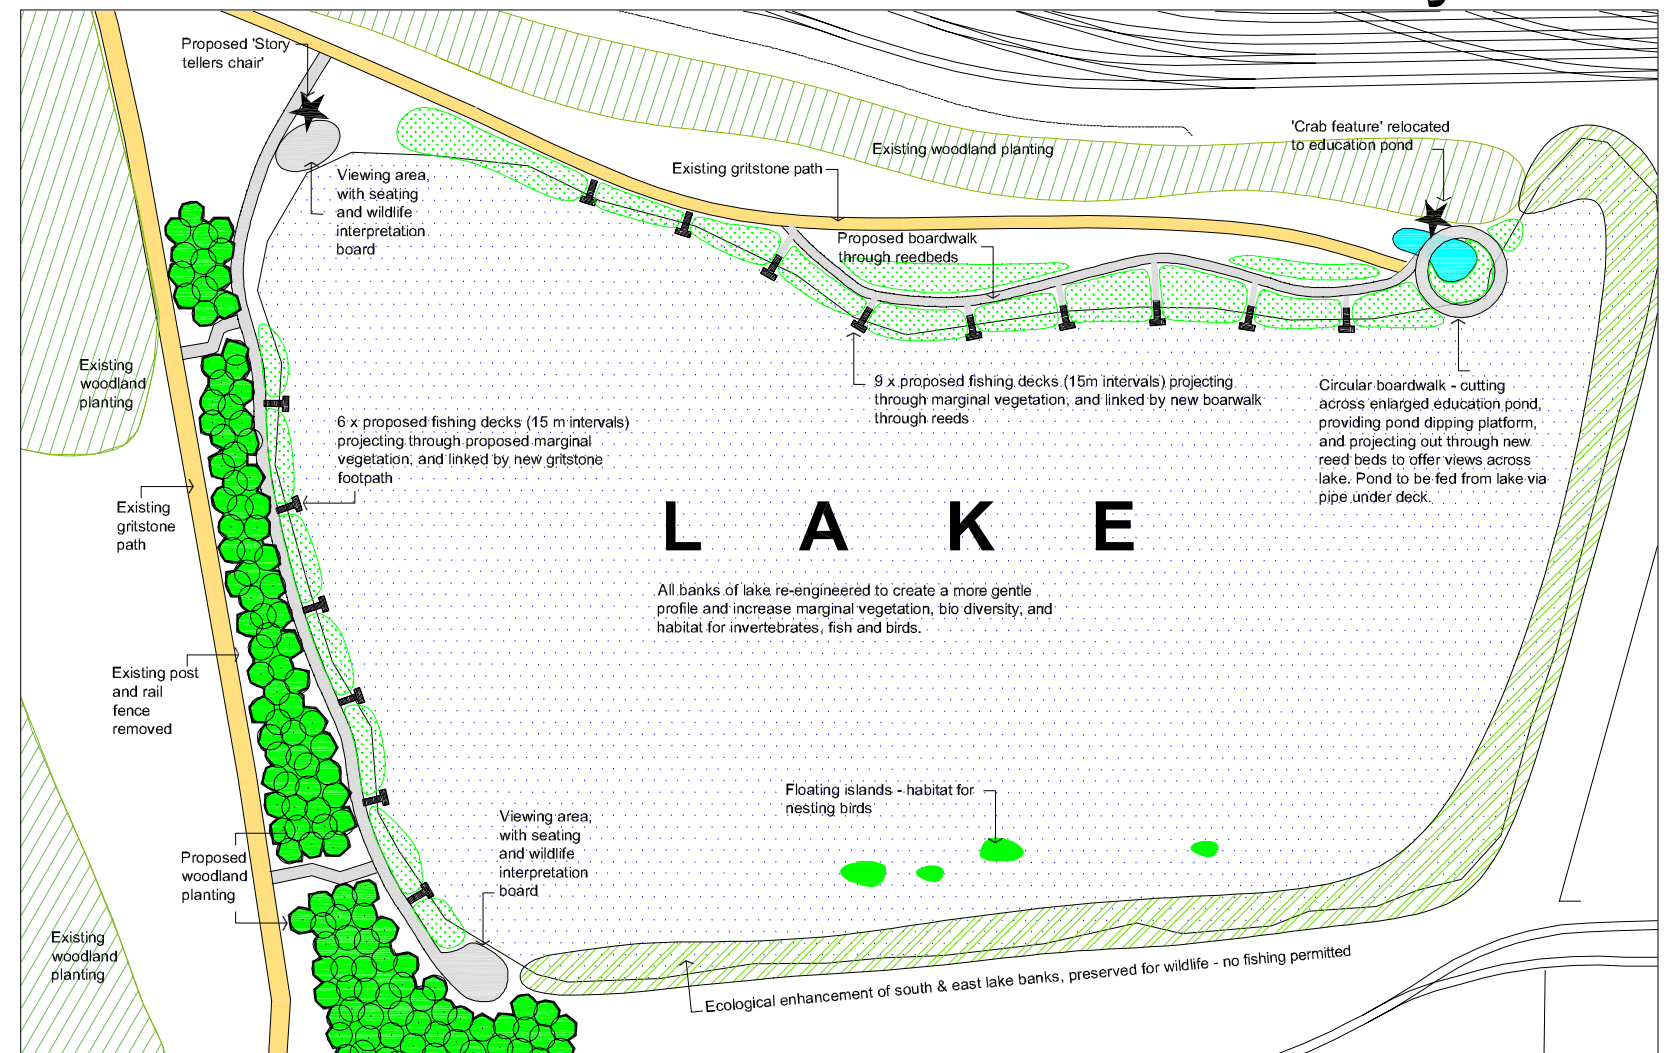 Proposed 'Story
tellers chair'
Viewing area,
with seating
and wildlife
interpretation
board
Existing gritstone path
Existing woodland planting
'Crab feature' relocated
to education pond
Proposed boardwalk
through reedbeds
Existing
woodland
planting
6 x proposed fishing decks (15 m intervals)
projecting through proposed marginal
vegetation, and linked by new gritstone
footpath
9 x proposed fishing decks (15m intervals) projecting
through marginal vegetation, and linked by new boarwalk
through reeds
Circular boardwalk - cutting
across enlarged education pond,
providing pond dipping platform,
and projecting out through new
reed beds to offer views across
lake. Pond to be fed from lake via
pipe under deck.
Existing
gritstone
path
L A K E
All banks of lake re-engineered to create a more gentle
profile and increase marginal vegetation, bio diversity, and
habitat for invertebrates, fish and birds.
Existing post
and rail
fence
removed
Floating islands - habitat for
nesting birds
Viewing area,
with seating
and wildlife
interpretation
board
Proposed
woodland
planting
Existing
woodland
planting
Ecological enhancement of south & east lake banks, preserved for wildlife - no fishing permitted